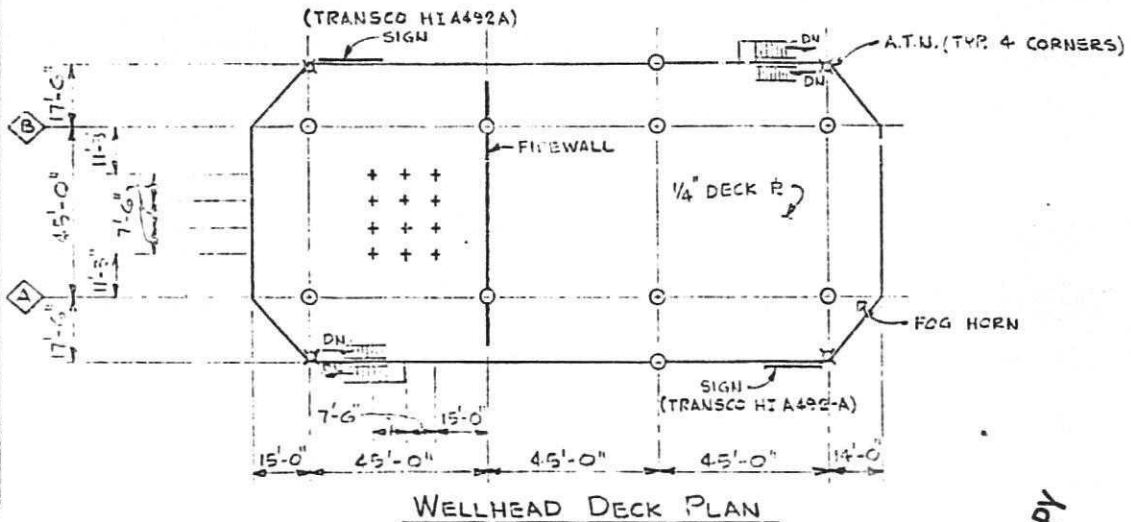 (TRANSCO HI A492A)
SIGN
DN
A.T.N. (TYP. 4 CORNERS)
DN
17'-6"
B
11'-3"
FIREWALL
1/4" DECK PL
45'-0"
7'-6"
11'-3"
A
17'-6"
FOG HORN
DN
DN
SIGN
(TRANSCO HI A492-A)
7'-6"
15'-0"
15'-0"
45'-0"
45'-0"
45'-0"
14'-0"
WELLHEAD DECK PLAN